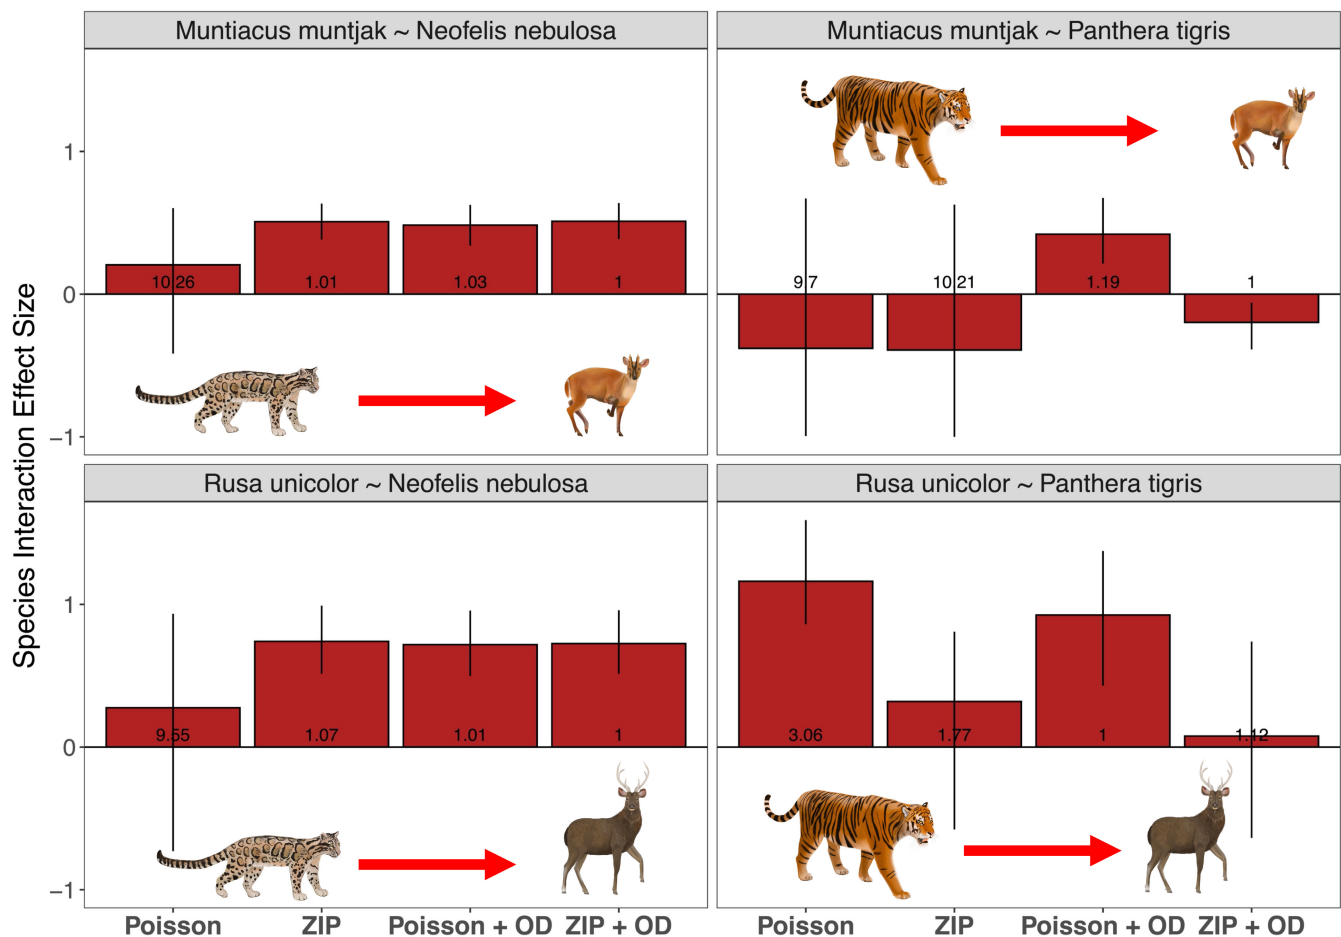 Muntiacus muntjak ~ Neofelis nebulosa
Muntiacus muntjak ~ Panthera tigris
Species Interaction Effect Size
1
0
−1
10.26
1.01
1.03
1
9.7
10.21
1.19
1
Rusa unicolor ~ Neofelis nebulosa
Rusa unicolor ~ Panthera tigris
1
0
−1
9.55
1.07
1.01
1
3.06
1.77
1
1.12
Poisson
ZIP
Poisson + OD
ZIP + OD
Poisson
ZIP
Poisson + OD
ZIP + OD